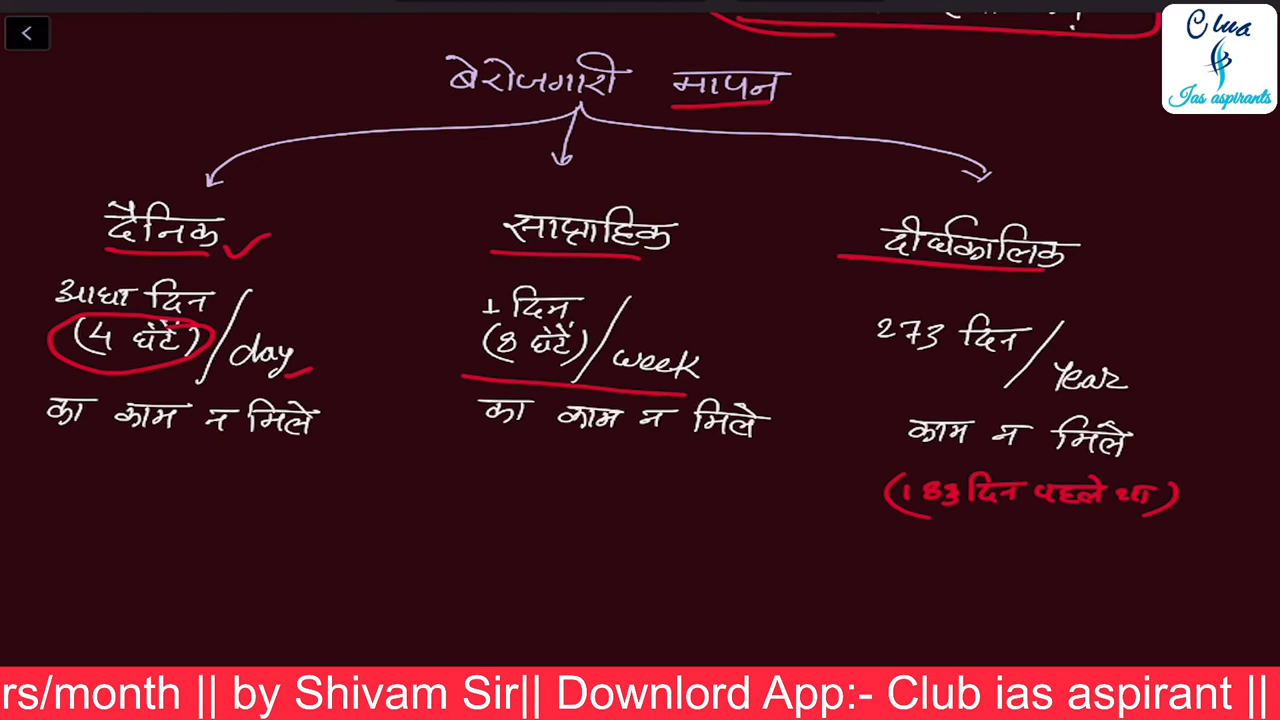 Clua
Ias aspirants
बेरोजगारी मापन
दैनिक
साप्ताहिक
दीर्घकालिक
आधा दिन
(4 घंटें) / day
का काम न मिले
1 दिन
(8 घंटें) / week
का काम न मिले
273 दिन / Year
काम न मिले
(183 दिन पहले था)
rs/month || by Shivam Sir|| Downlord App:- Club ias aspirant ||